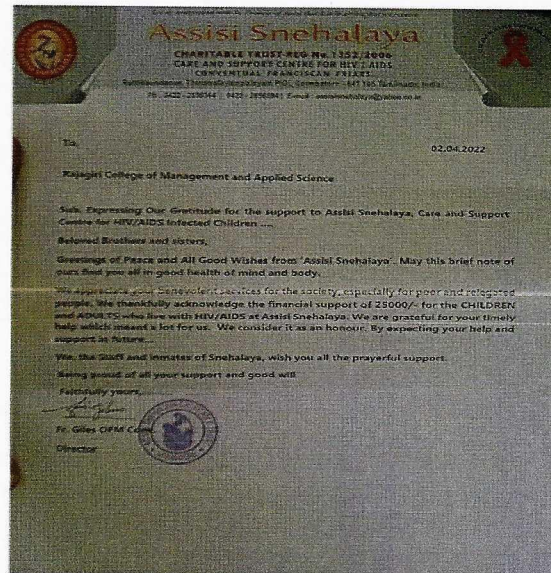 Assisi Snehalaya
CHARITABLE TRUST REG No.1352/2006
CARE AND SUPPORT CENTRE FOR HIV / AIDS
CONVENTUAL FRANCISCAN FRIARS
To,
02.04.2022
Rajagiri College of Management and Applied Science
Sub: Expressing Our Gratitude for the support to Assisi Snehalaya, Care and Support
Centre for HIV/AIDS Infected Children ....
Beloved Brothers and sisters,
Greetings of Peace and All Good Wishes from 'Assisi Snehalaya'. May this brief note of
ours find you all in good health of mind and body.
We appreciate your benevolent services for the society, especially for poor and relegated
people. We thankfully acknowledge the financial support of 25000/- for the CHILDREN
and ADULTS who live with HIV/AIDS at Assisi Snehalaya. We are grateful for your timely
help which meant a lot for us. We consider it as an honour. By expecting your help and
support in future...
We, the Staff and inmates of Snehalaya, wish you all the prayerful support.
Being proud of all your support and good will
Faithfully yours,
Fr. Giles OFM
Director